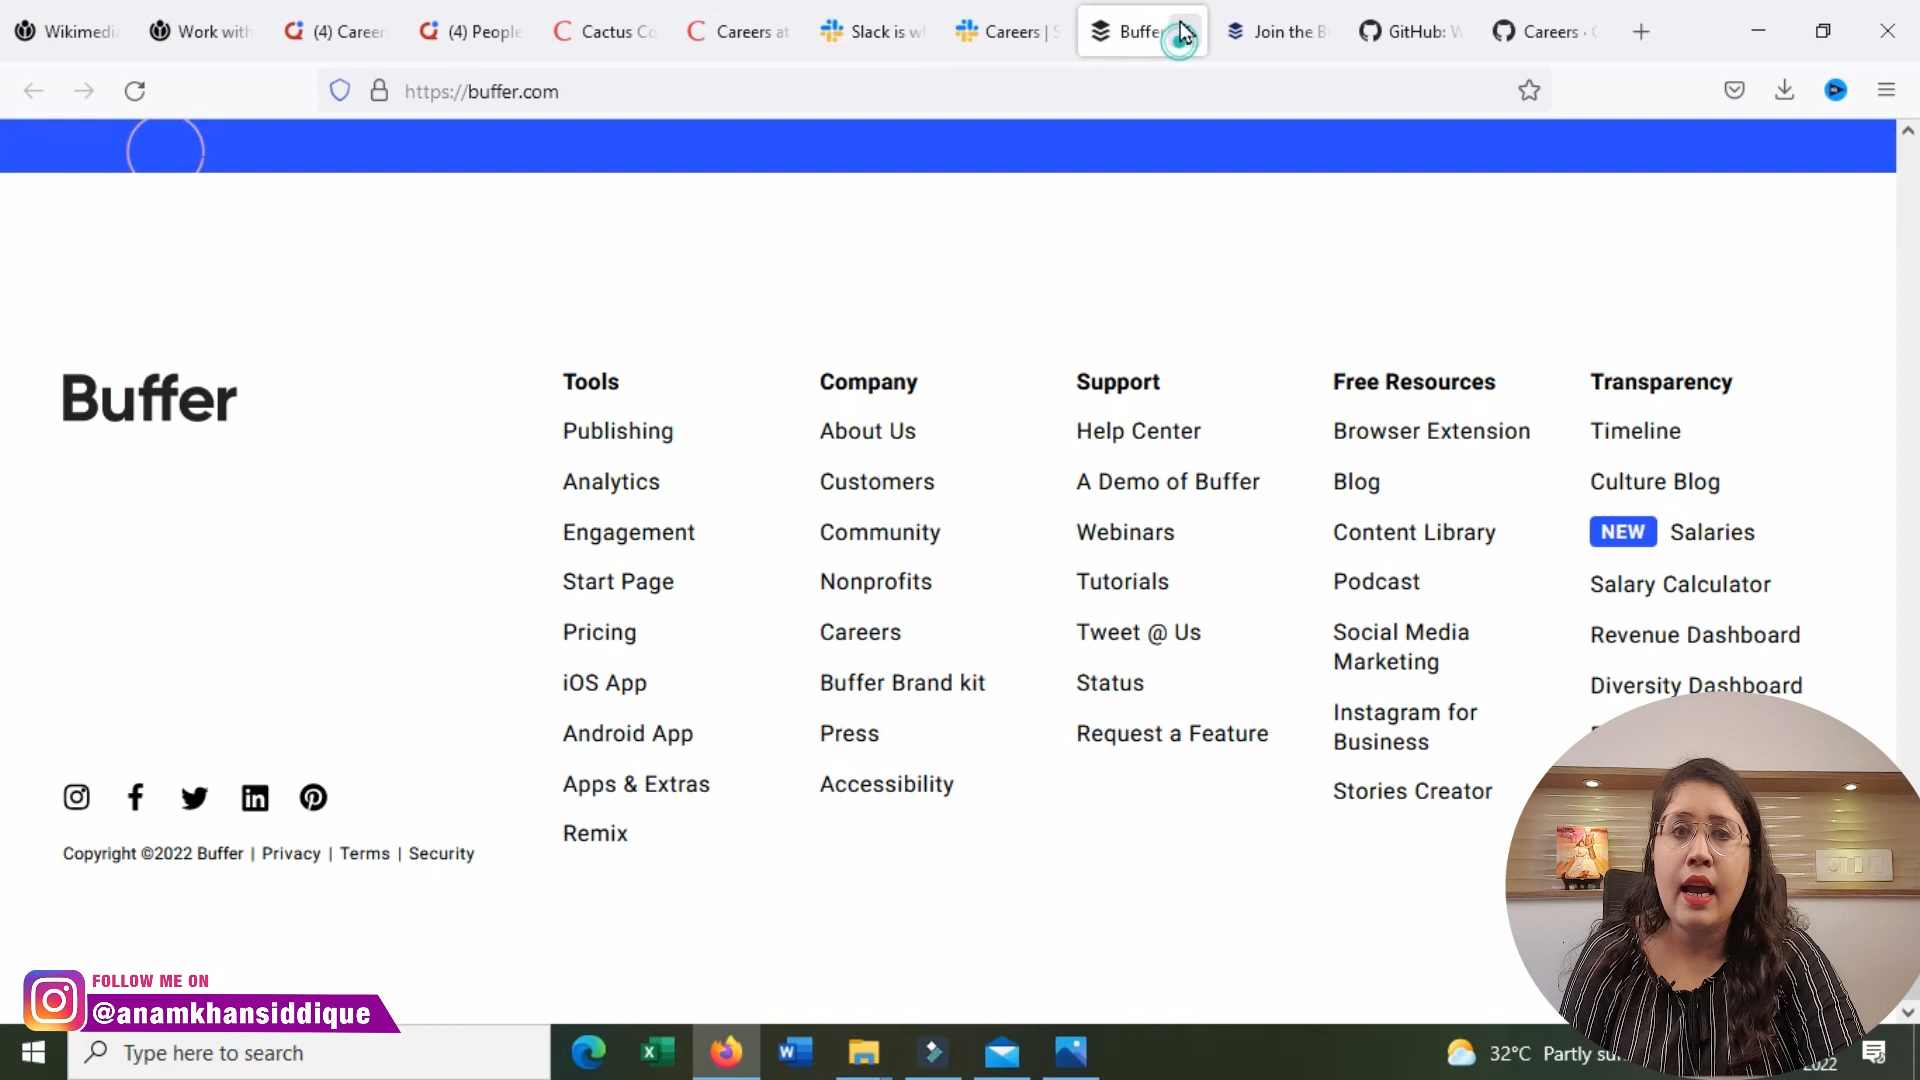 Wikimedi
Work with
(4) Career
(4) People
Cactus Co
Careers at
Slack is w
Careers | S
Buffer
Join the B
GitHub: W
Careers ·
https://buffer.com
Buffer
Tools
Publishing
Analytics
Engagement
Start Page
Pricing
iOS App
Android App
Apps & Extras
Remix
Company
About Us
Customers
Community
Nonprofits
Careers
Buffer Brand kit
Press
Accessibility
Support
Help Center
A Demo of Buffer
Webinars
Tutorials
Tweet @ Us
Status
Request a Feature
Free Resources
Browser Extension
Blog
Content Library
Podcast
Social Media
Marketing
Instagram for
Business
Stories Creator
Transparency
Timeline
Culture Blog
NEW Salaries
Salary Calculator
Revenue Dashboard
Diversity Dashboard
Copyright ©2022 Buffer | Privacy | Terms | Security
FOLLOW ME ON
@anamkhansiddique
Type here to search
32°C Partly su
2022